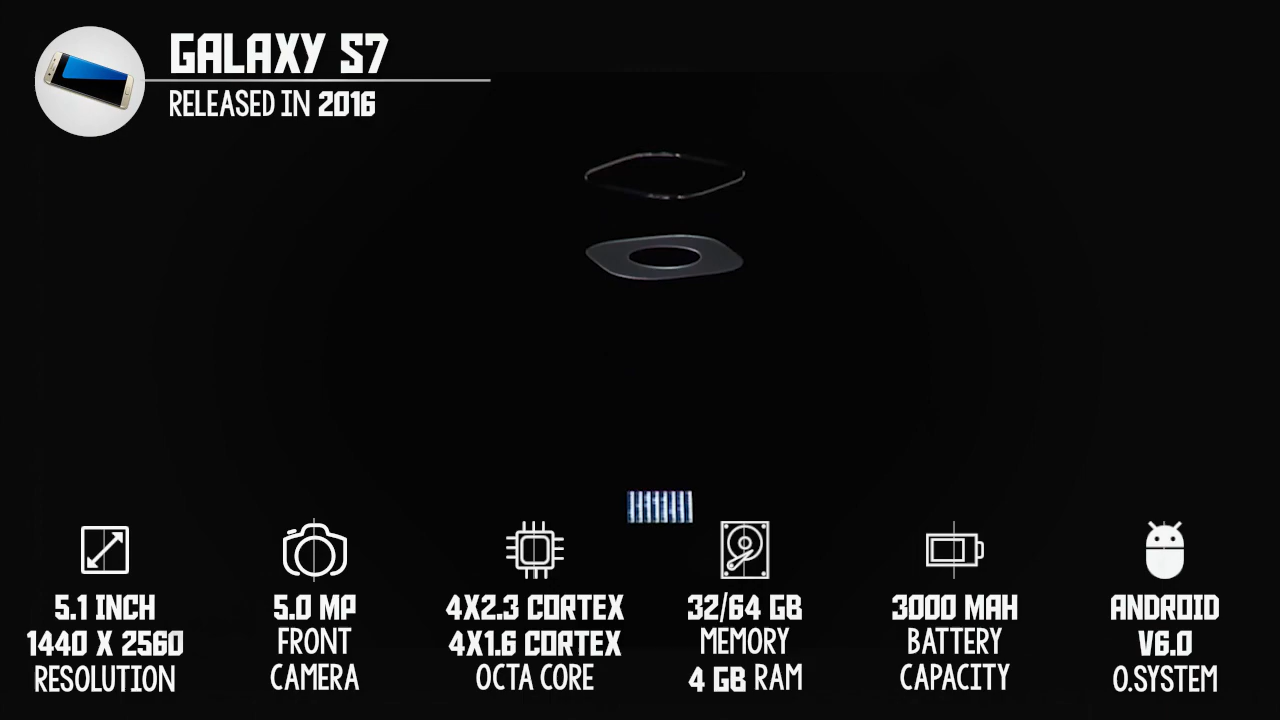 GALAXY S7
RELEASED IN 2016
5.1 INCH
1440 X 2560
RESOLUTION
5.0 MP
FRONT
CAMERA
4X2.3 CORTEX
4X1.6 CORTEX
OCTA CORE
32/64 GB
MEMORY
4 GB RAM
3000 MAH
BATTERY
CAPACITY
ANDROID
V6.0
O.SYSTEM